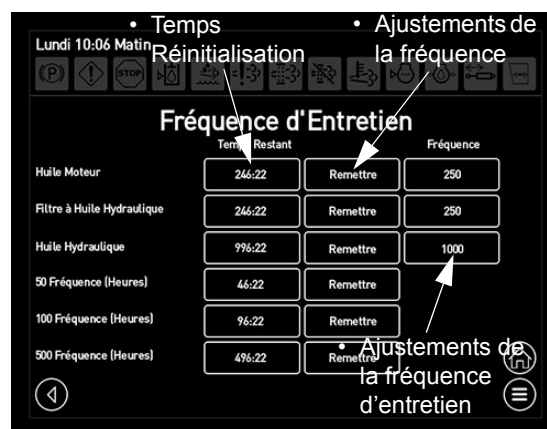 • Temps
Réinitialisation
• Ajustements de
la fréquence
Lundi 10:06 Matin
(P) STOP
Fréquence d'Entretien
Temps Restant Fréquence
Huile Moteur 246:22 Remettre 250
Filtre à Huile Hydraulique 246:22 Remettre 250
Huile Hydraulique 996:22 Remettre 1000
50 Fréquence (Heures) 46:22 Remettre
100 Fréquence (Heures) 96:22 Remettre
500 Fréquence (Heures) 496:22 Remettre
• Ajustements de
la fréquence
d'entretien